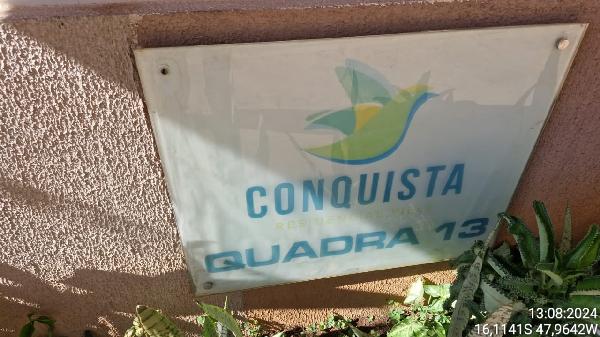 CONQUISTA
QUADRA 13
13:08:2024
16,1141S 47,9642W